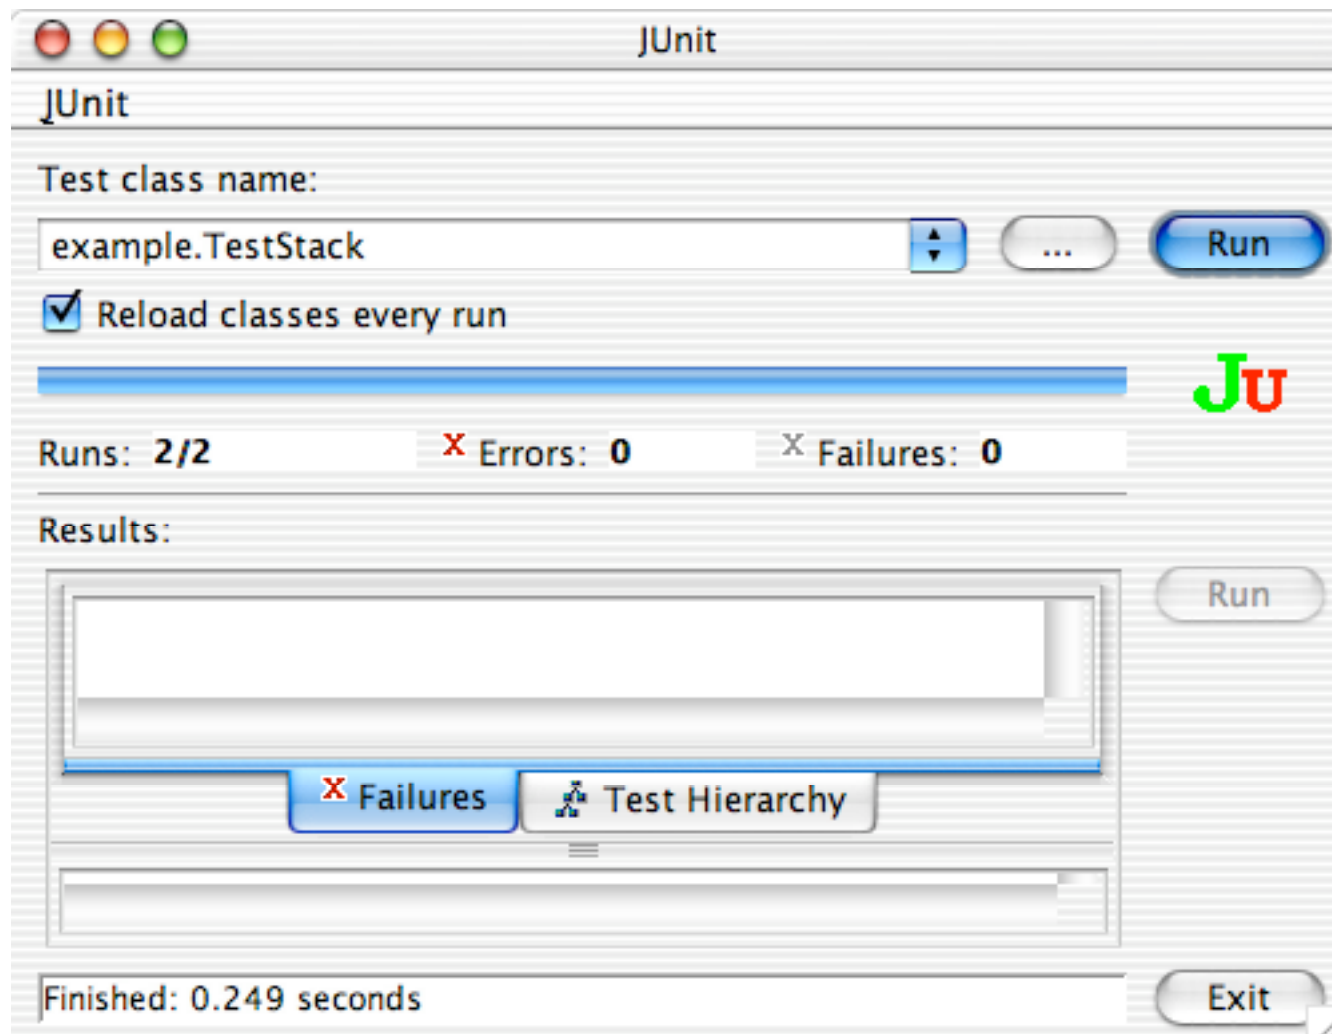 JUnit
JUnit
Test class name:
example.TestStack ... Run
Reload classes every run
JU
Runs: 2/2 X Errors: 0 X Failures: 0
Results:
Run
X Failures Test Hierarchy
Finished: 0.249 seconds Exit